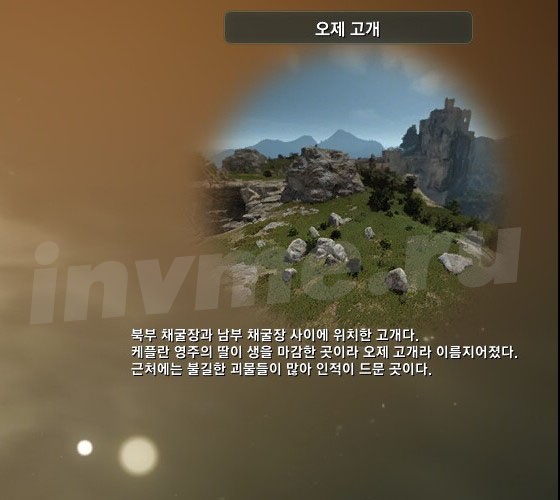 오제 고개
invme.ru
북부 채굴장과 남부 채굴장 사이에 위치한 고개다.
케플란 영주의 딸이 생을 마감한 곳이라 오제 고개라 이름지어졌다.
근처에는 불길한 괴물들이 많아 인적이 드문 곳이다.